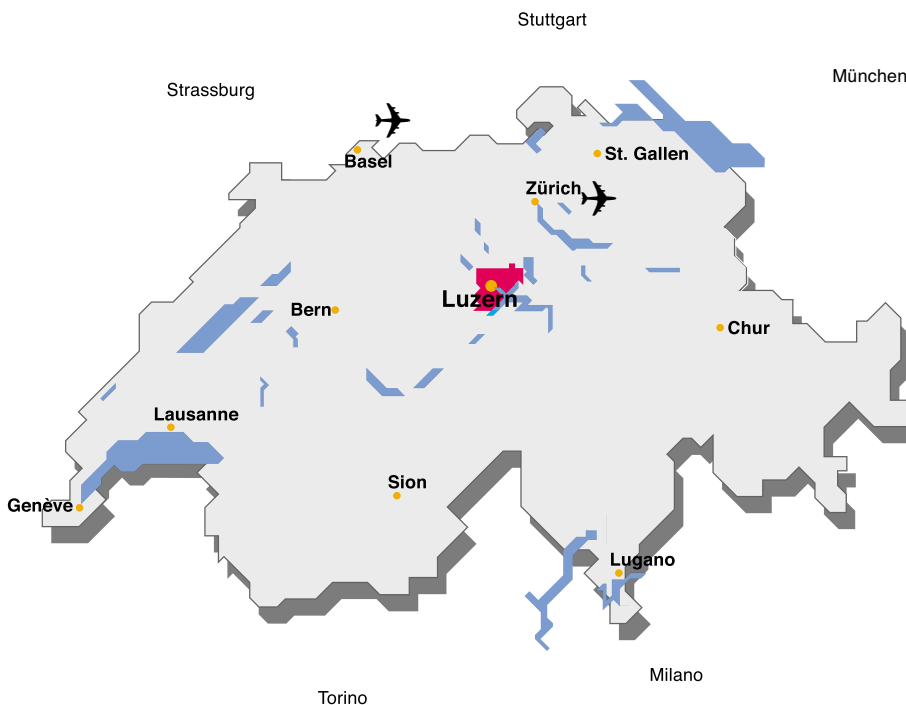 Stuttgart
München
Strassburg
Basel
St. Gallen
Zürich
Luzern
Bern
Chur
Lausanne
Sion
Genève
Lugano
Milano
Torino